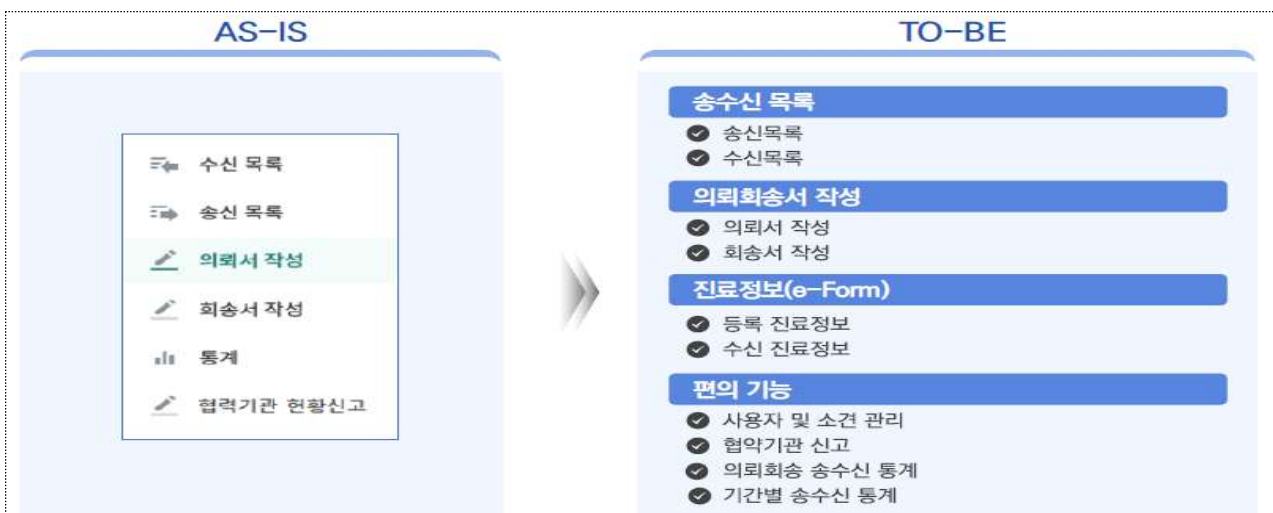 AS-IS
수신 목록
송신 목록
의뢰서 작성
회송서 작성
통계
협력기관 현황신고
TO-BE
송수신 목록
송신목록
수신목록
의뢰회송서 작성
의뢰서 작성
회송서 작성
진료정보(e-Form)
등록 진료정보
수신 진료정보
편의 기능
사용자 및 소견 관리
협약기관 신고
의뢰회송 송수신 통계
기간별 송수신 통계